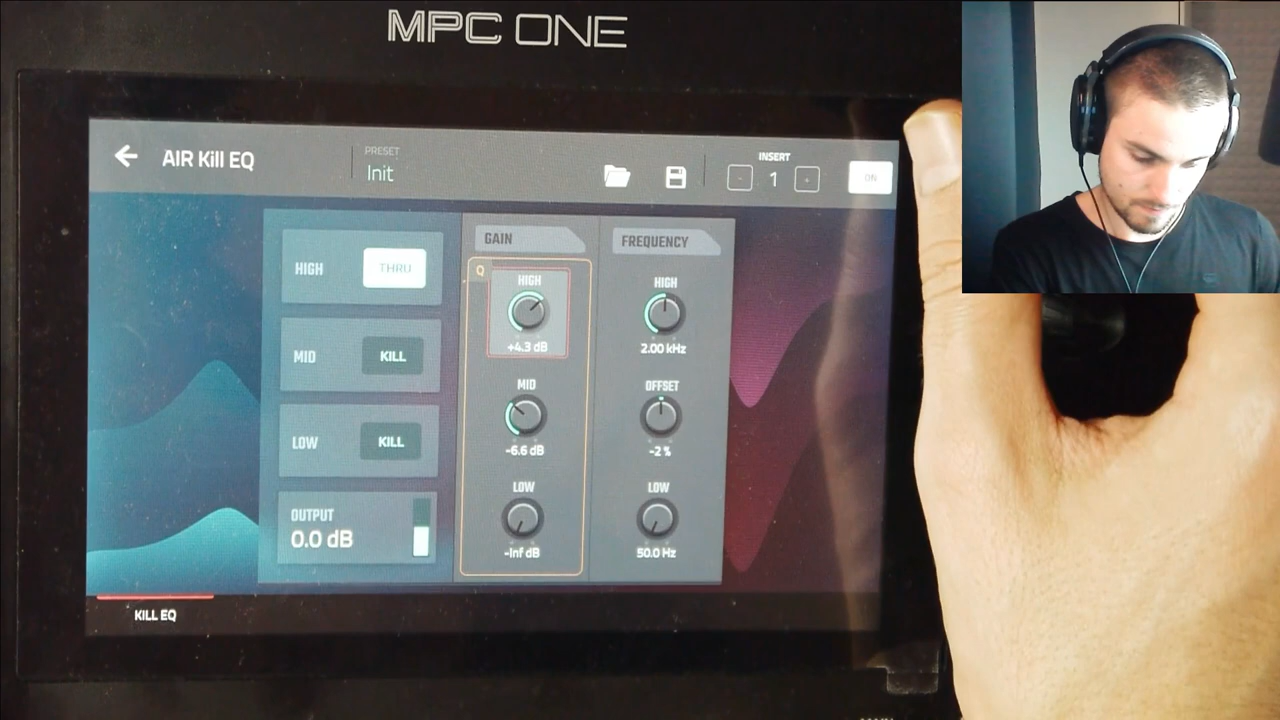 MPC ONE
AIR Kill EQ
PRESET
Init
INSERT
- 1 +
ON
HIGH
THRU
MID
KILL
LOW
KILL
OUTPUT
0.0 dB
GAIN
Q
HIGH
+4.3 dB
MID
-6.6 dB
LOW
-Inf dB
FREQUENCY
HIGH
2.00 kHz
OFFSET
-2 %
LOW
50.0 Hz
KILL EQ